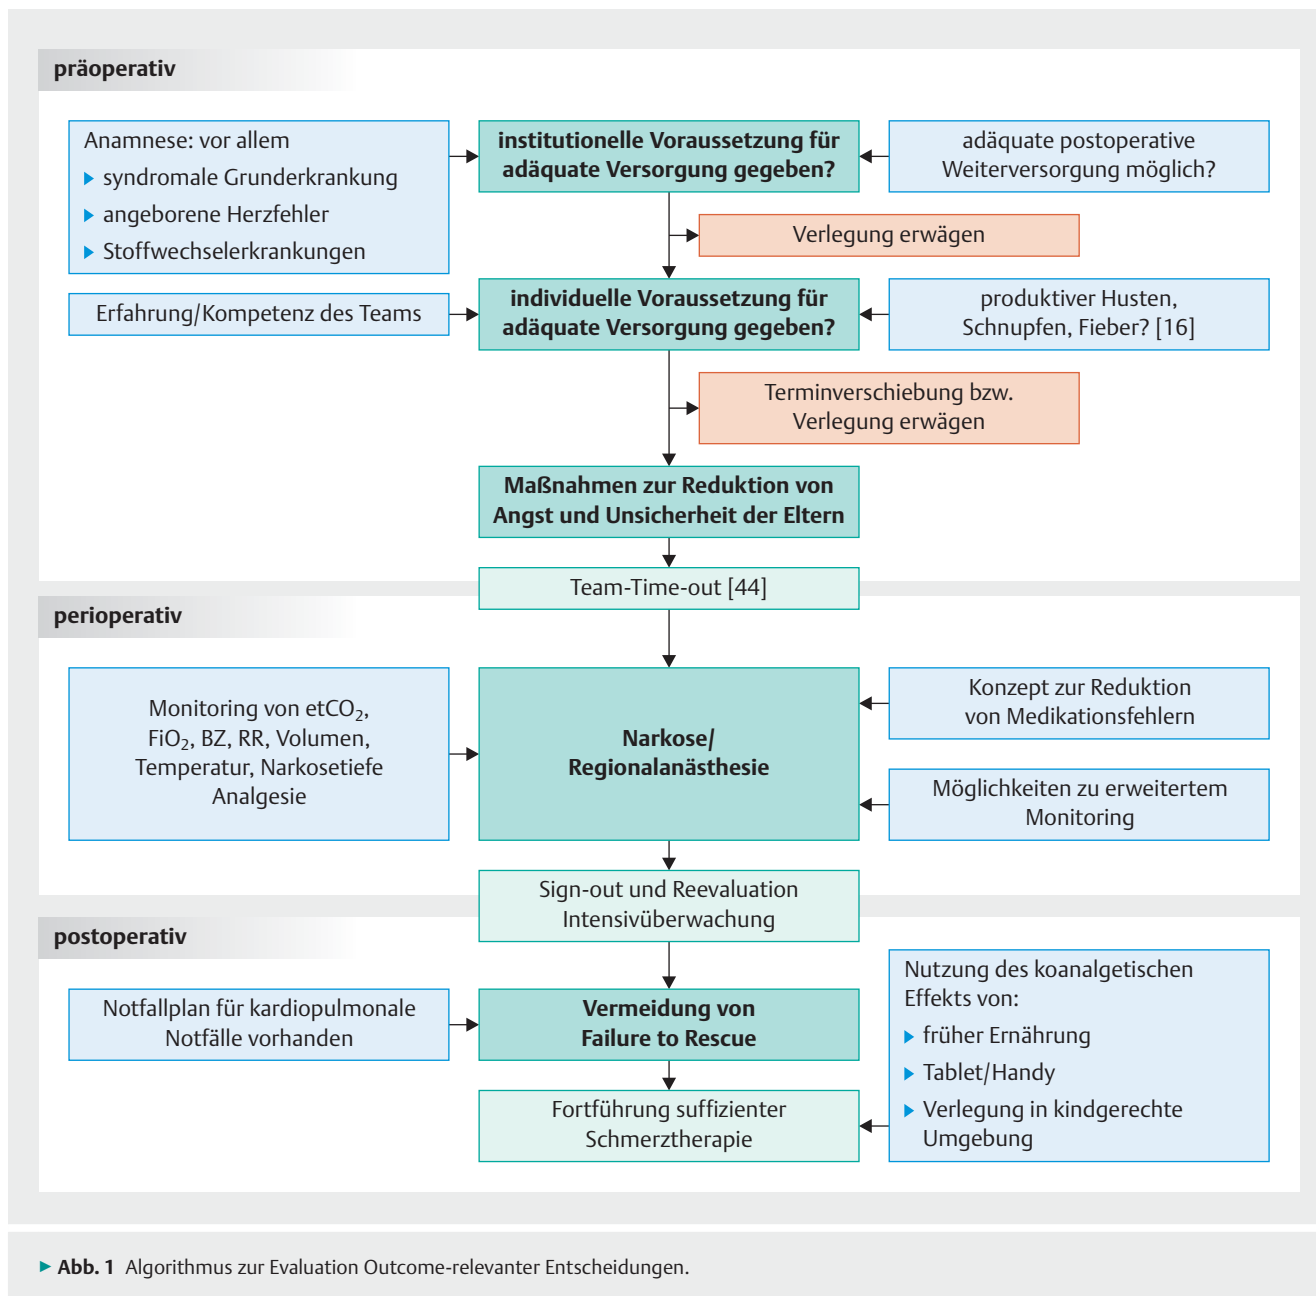 präoperativ
Anamnese: vor allem
▶ syndromale Grunderkrankung
▶ angeborene Herzfehler
▶ Stoffwechselerkrankungen
institutionelle Voraussetzung für
adäquate Versorgung gegeben?
adäquate postoperative
Weiterversorgung möglich?
Verlegung erwägen
Erfahrung/Kompetenz des Teams
individuelle Voraussetzung für
adäquate Versorgung gegeben?
produktiver Husten,
Schnupfen, Fieber? [16]
Terminverschiebung bzw.
Verlegung erwägen
Maßnahmen zur Reduktion von
Angst und Unsicherheit der Eltern
Team-Time-out [44]
perioperativ
Monitoring von etCO₂,
FiO₂, BZ, RR, Volumen,
Temperatur, Narkosetiefe
Analgesie
Narkose/
Regionalanästhesie
Konzept zur Reduktion
von Medikationsfehlern
Möglichkeiten zu erweitertem
Monitoring
Sign-out und Reevaluation
Intensivüberwachung
postoperativ
Notfallplan für kardiopulmonale
Notfälle vorhanden
Vermeidung von
Failure to Rescue
Nutzung des koanalgetischen
Effekts von:
▶ früher Ernährung
▶ Tablet/Handy
▶ Verlegung in kindgerechte
Umgebung
Fortführung suffizienter
Schmerztherapie
▶ Abb. 1 Algorithmus zur Evaluation Outcome-relevanter Entscheidungen.